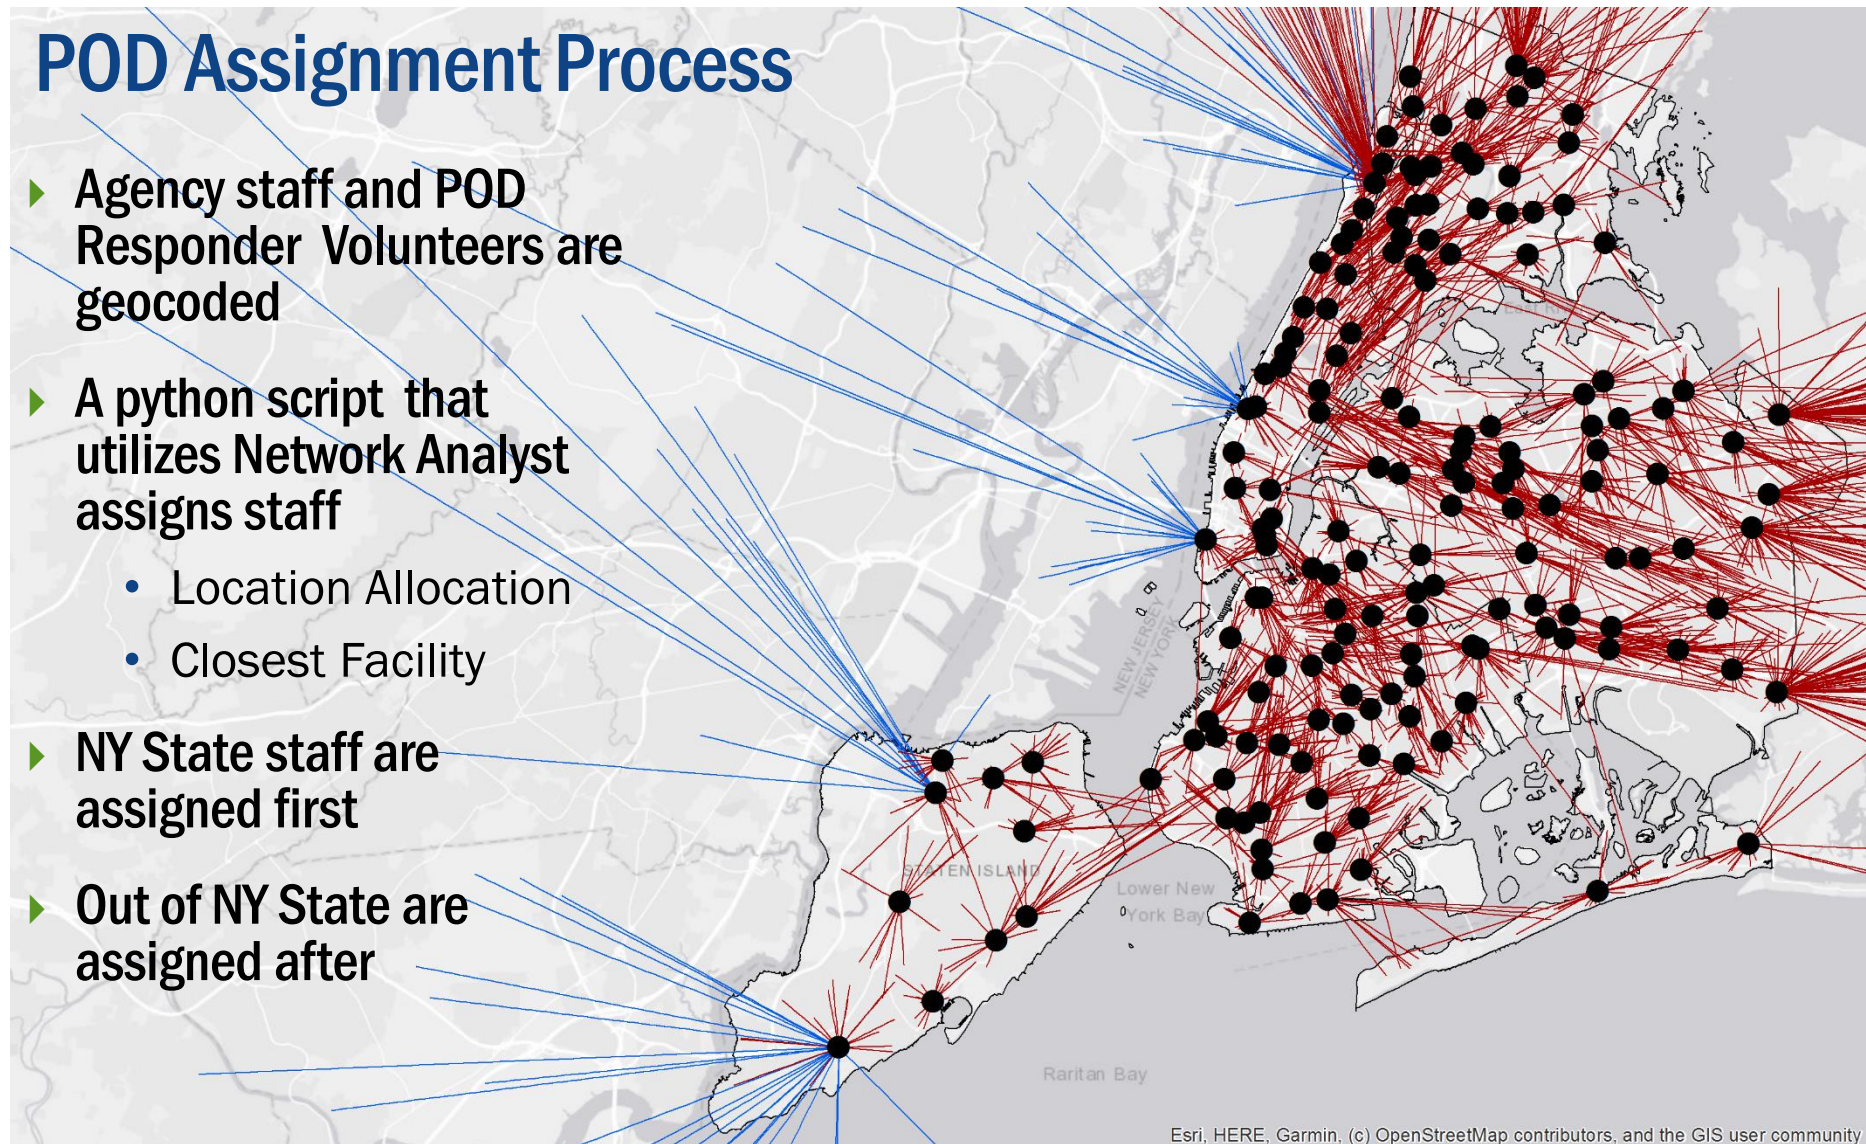 POD Assignment Process
Agency staff and POD
Responder Volunteers are
geocoded
A python script that
utilizes Network Analyst
assigns staff
• Location Allocation
• Closest Facility
NY State staff are
assigned first
Out of NY State are
assigned after
NEW JERSEY
NEW YORK
STATEN ISLAND
Lower New
York Bay
Raritan Bay
Esri, HERE, Garmin, (c) OpenStreetMap contributors, and the GIS user community